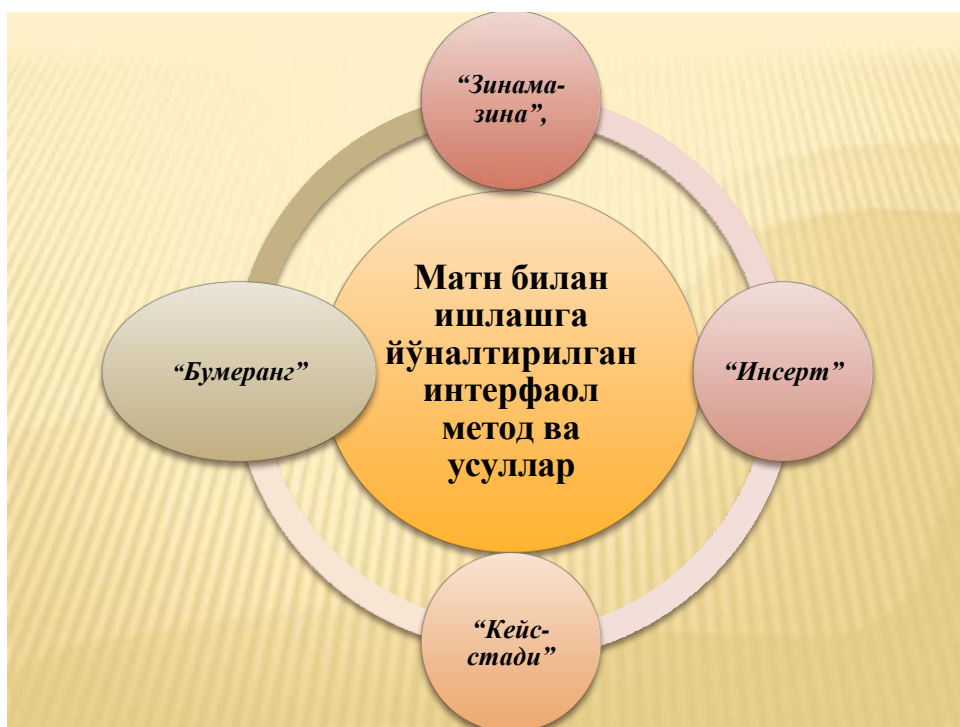 “Зинама-
зина”,
Матн билан
ишлашга
йўналтирилган
интерфаол
метод ва
усуллар
“Бумеранг”
“Инсерт”
“Кейс-
стади”